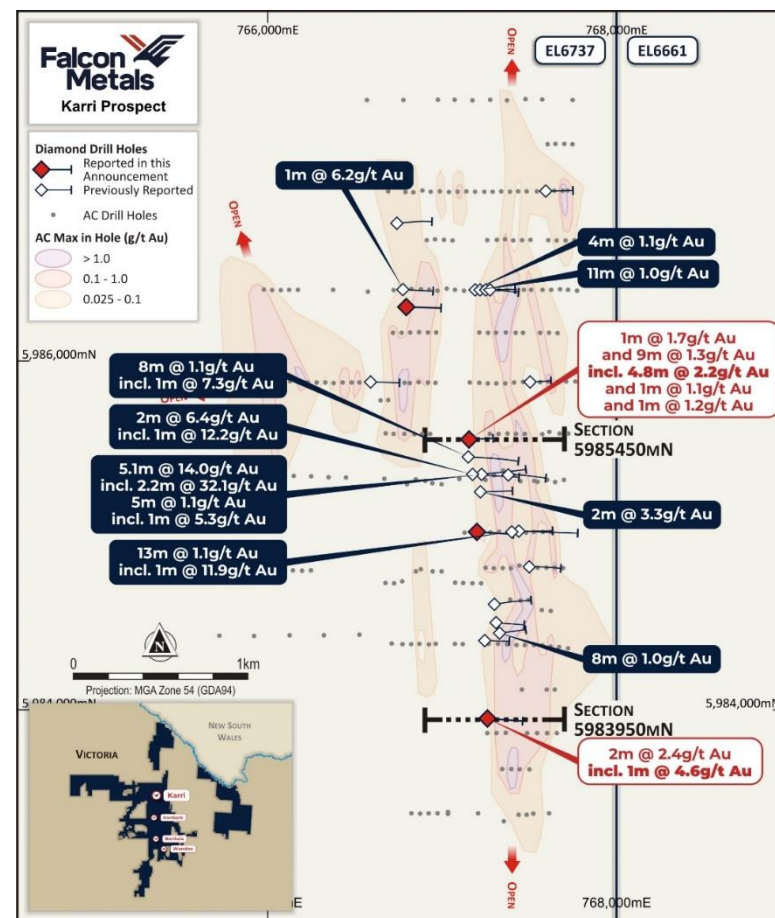 766,000mE
768,000mE
Falcon
Metals
Karri Prospect
OPEN
EL6737
EL6661
Diamond Drill Holes
Reported in this
Announcement
Previously Reported
AC Drill Holes
AC Max in Hole (g/t Au)
> 1.0
0.1 - 1.0
0.025 - 0.1
1m @ 6.2g/t Au
OPEN
4m @ 1.1g/t Au
11m @ 1.0g/t Au
5,986,000mN
1m @ 1.7g/t Au
and 9m @ 1.3g/t Au
incl. 4.8m @ 2.2g/t Au
and 1m @ 1.1g/t Au
and 1m @ 1.2g/t Au
8m @ 1.1g/t Au
incl. 1m @ 7.3g/t Au
OPEN
2m @ 6.4g/t Au
incl. 1m @ 12.2g/t Au
SECTION
5985450MN
5.1m @ 14.0g/t Au
incl. 2.2m @ 32.1g/t Au
5m @ 1.1g/t Au
incl. 1m @ 5.3g/t Au
2m @ 3.3g/t Au
13m @ 1.1g/t Au
incl. 1m @ 11.9g/t Au
N
0
1km
Projection: MGA Zone 54 (GDA94)
8m @ 1.0g/t Au
5,984,000mN
5,984,000mN
SECTION
5983950MN
2m @ 2.4g/t Au
incl. 1m @ 4.6g/t Au
NEW SOUTH
WALES
VICTORIA
Karri
Ironbark
Wandoo
OPEN
766,000mE
768,000mE